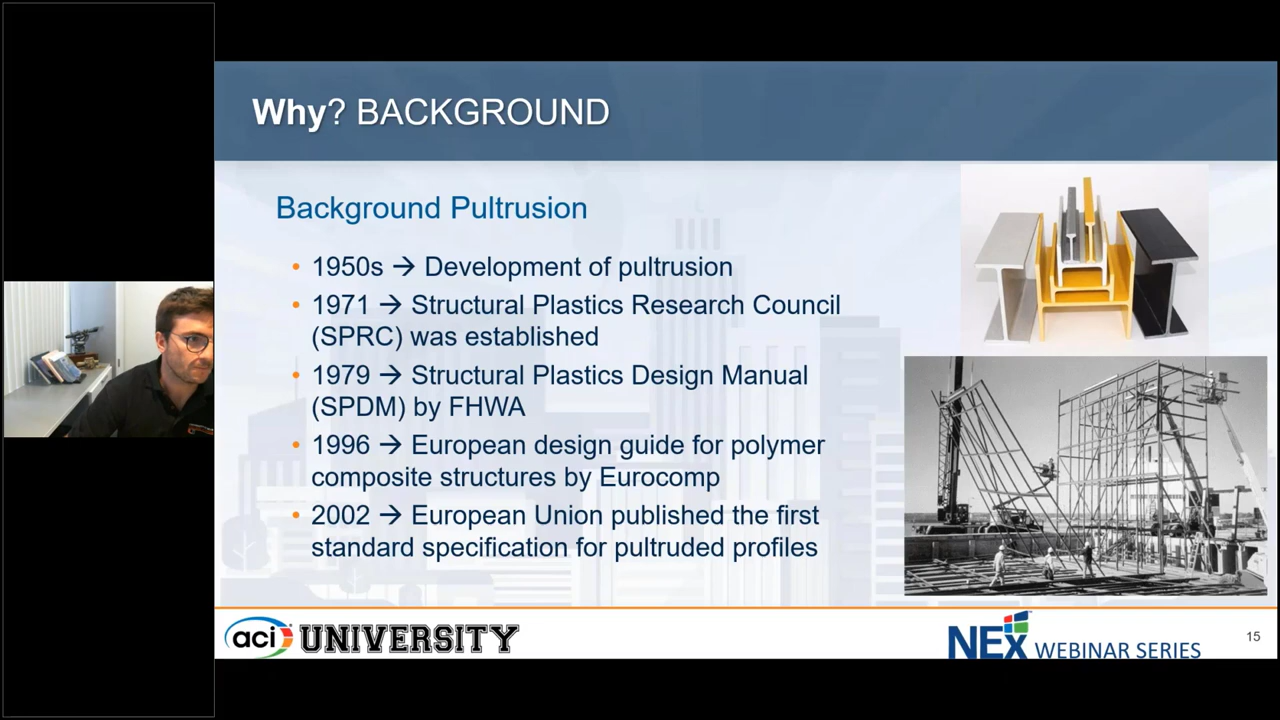 Why? BACKGROUND
Background Pultrusion
• 1950s → Development of pultrusion
• 1971 → Structural Plastics Research Council
(SPRC) was established
• 1979 → Structural Plastics Design Manual
(SPDM) by FHWA
• 1996 → European design guide for polymer
composite structures by Eurocomp
• 2002 → European Union published the first
standard specification for pultruded profiles
aci UNIVERSITY
NEX WEBINAR SERIES
15